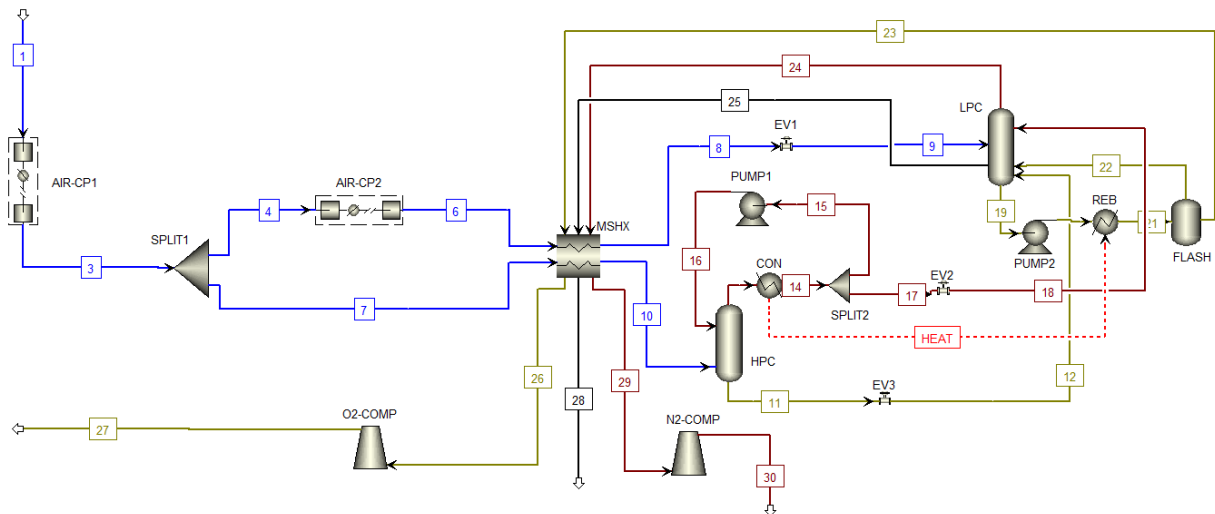 23
1
24
LPC
25
EV1
8
9
AIR-CP1
AIR-CP2
PUMP1
22
4
6
15
19
REB
SPLIT1
MSHX
21
PUMP2
FLASH
3
16
CON
14
EV2
17
18
7
10
SPLIT2
HEAT
HPC
12
26
28
29
11
EV3
O2-COMP
N2-COMP
27
30